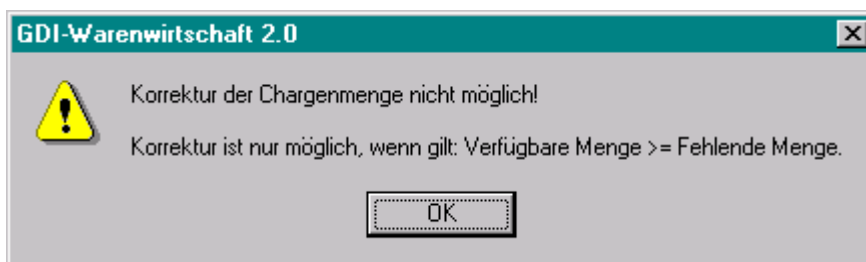 GDI-Warenwirtschaft 2.0
Korrektur der Chargenmenge nicht möglich!
Korrektur ist nur möglich, wenn gilt: Verfügbare Menge >= Fehlende Menge.
OK